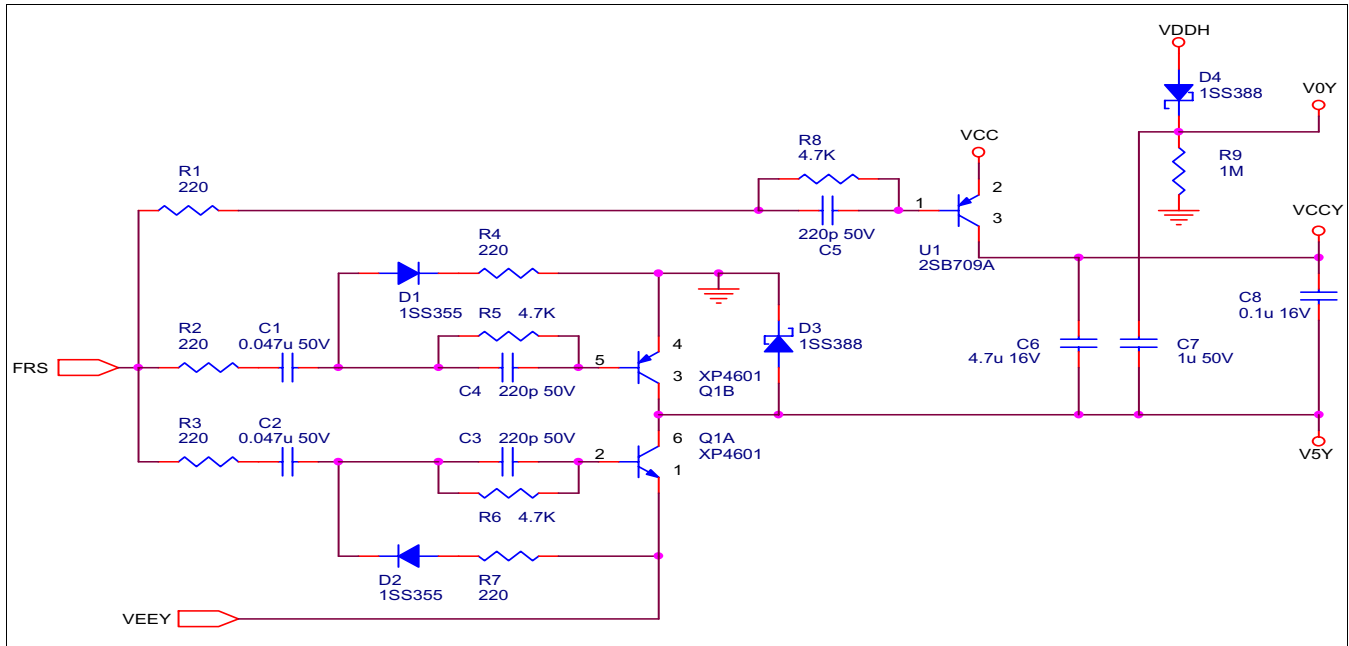 VDDH
D4
1SS388
V0Y
R8
4.7K
VCC
R9
1M
R1
220
1
2
3
220p 50V
C5
U1
2SB709A
VCCY
R4
220
D1
1SS355
R5 4.7K
D3
1SS388
C8
0.1u 16V
R2
220
C1
0.047u 50V
FRS
5
4
3
C4 220p 50V
XP4601
Q1B
C6
4.7u 16V
C7
1u 50V
R3
220
C2
0.047u 50V
C3 220p 50V
2
6
1
Q1A
XP4601
V5Y
R6 4.7K
D2
1SS355
R7
220
VEEY